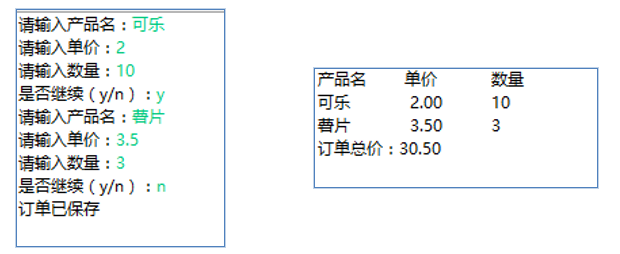 请输入产品名：可乐
请输入单价：2
请输入数量：10
是否继续（y/n）：y
请输入产品名：薯片
请输入单价：3.5
请输入数量：3
是否继续（y/n）：n
订单已保存
产品名 单价 数量
可乐 2.00 10
薯片 3.50 3
订单总价：30.50